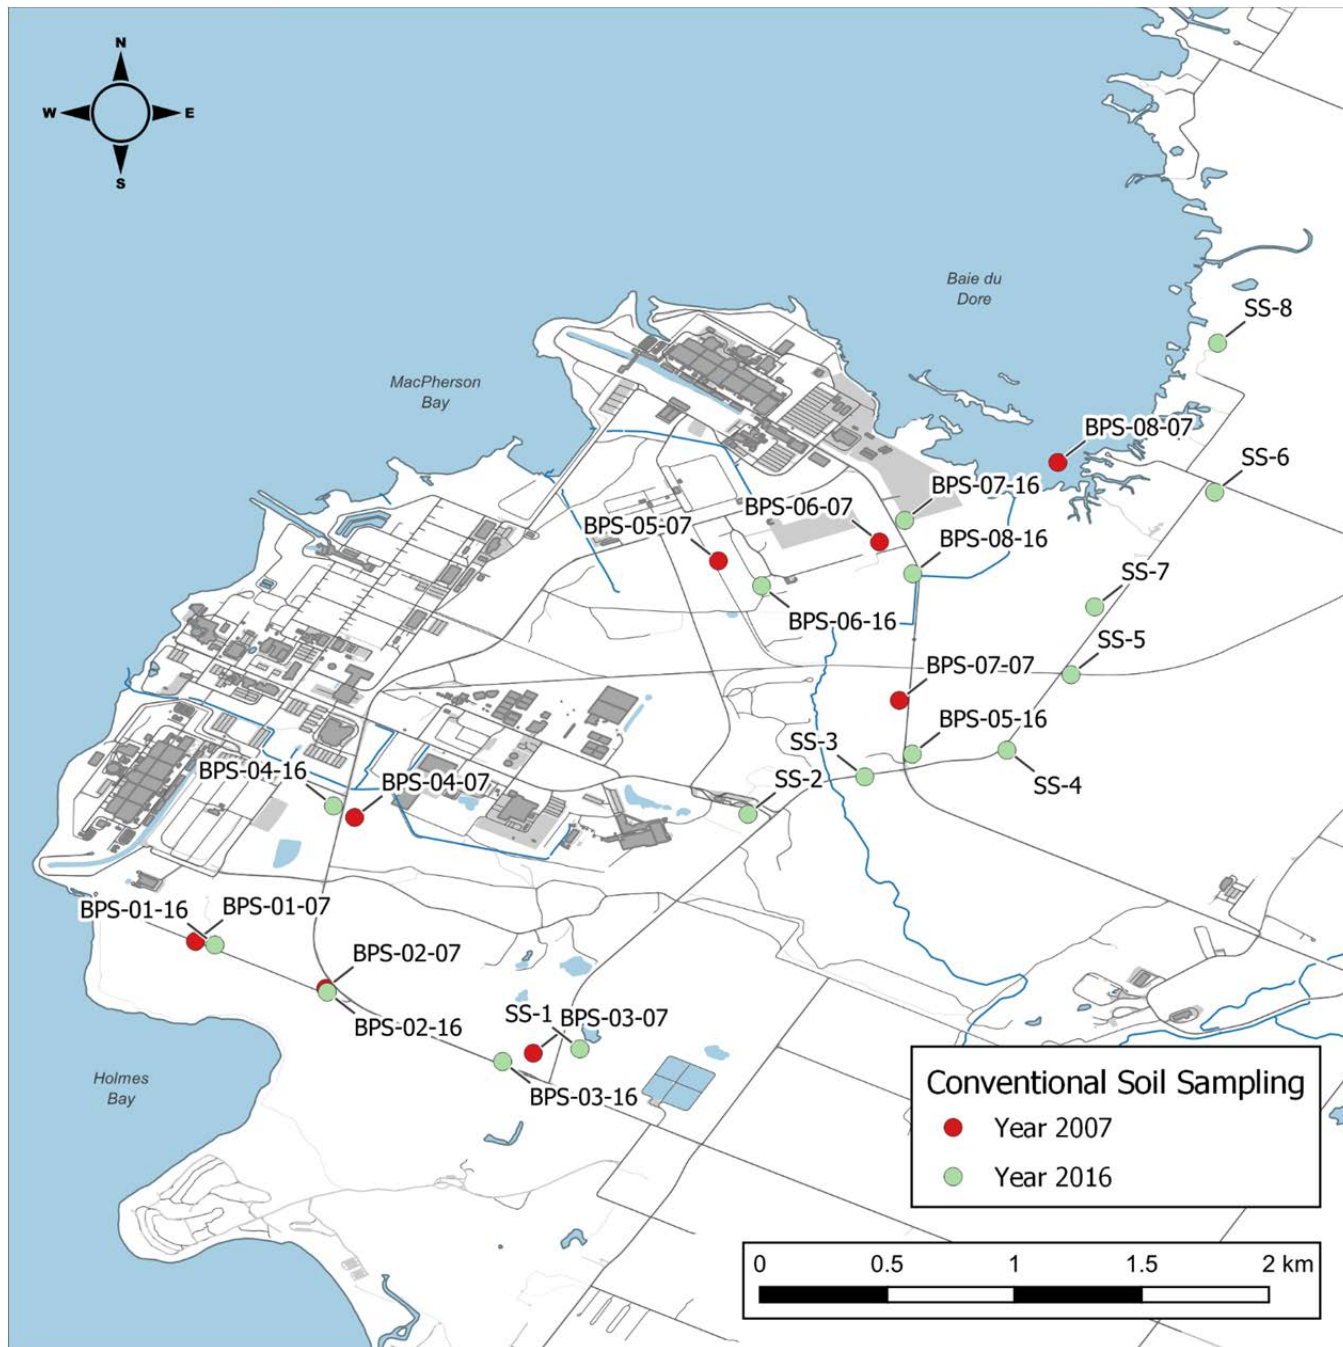 N
W E
S
Baie du
Dore
SS-8
MacPherson
Bay
BPS-08-07
SS-6
BPS-07-16
BPS-06-07
BPS-05-07
BPS-08-16
SS-7
BPS-06-16
SS-5
BPS-07-07
BPS-05-16
SS-3
SS-4
BPS-04-16
BPS-04-07
SS-2
BPS-01-16
BPS-01-07
BPS-02-07
SS-1
BPS-03-07
BPS-02-16
Holmes
Bay
BPS-03-16
Conventional Soil Sampling
Year 2007
Year 2016
0 0.5 1 1.5 2 km